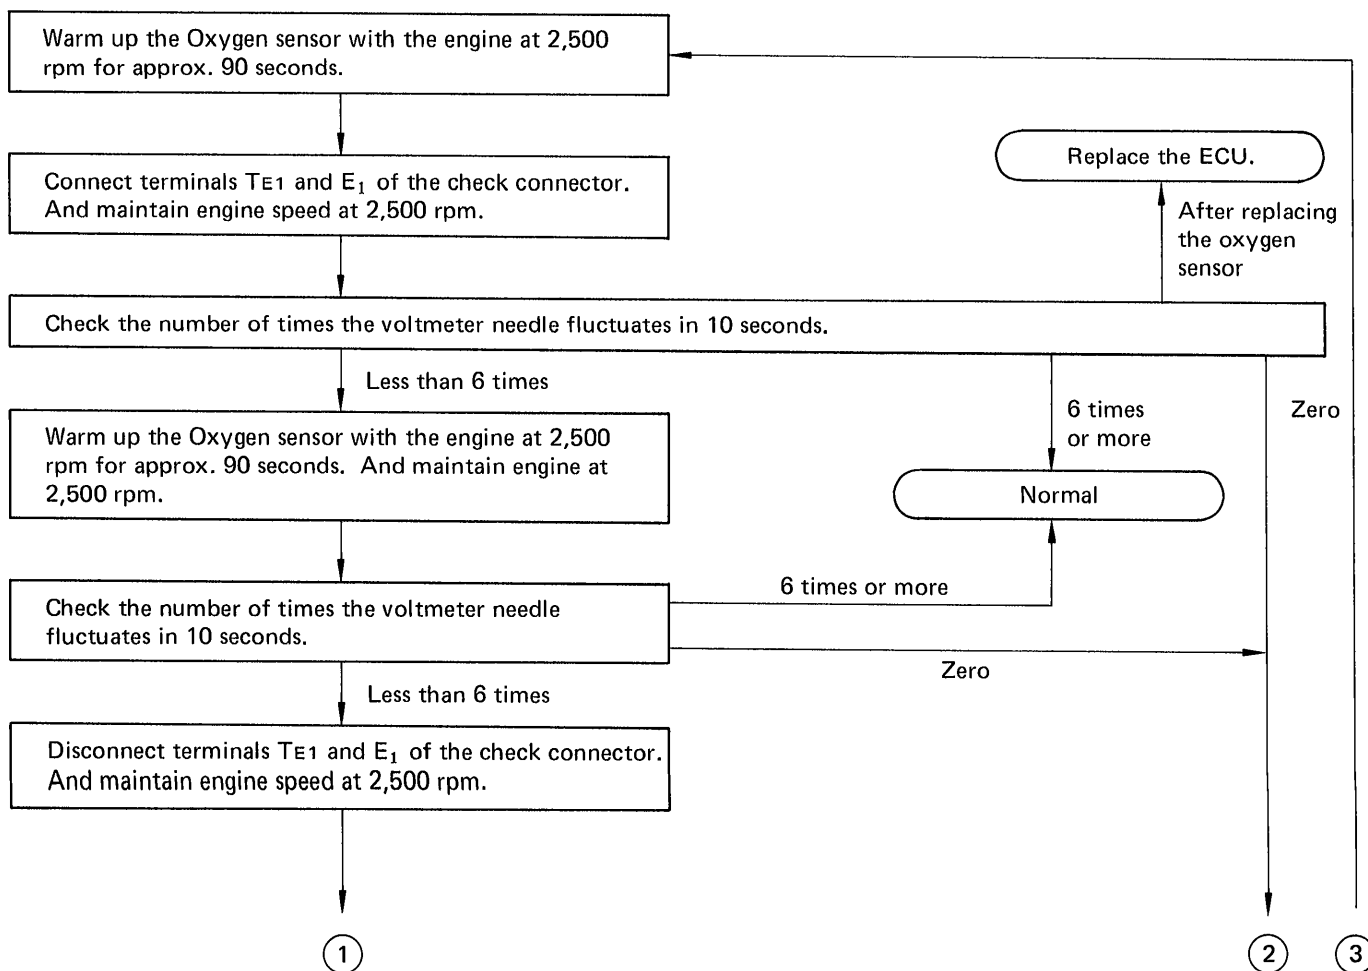 Warm up the Oxygen sensor with the engine at 2,500
rpm for approx. 90 seconds.
Replace the ECU.
Connect terminals TE1 and E₁ of the check connector.
And maintain engine speed at 2,500 rpm.
After replacing
the oxygen
sensor
Check the number of times the voltmeter needle fluctuates in 10 seconds.
Less than 6 times
6 times
or more
Zero
Warm up the Oxygen sensor with the engine at 2,500
rpm for approx. 90 seconds. And maintain engine at
2,500 rpm.
Normal
Check the number of times the voltmeter needle
fluctuates in 10 seconds.
6 times or more
Zero
Less than 6 times
Disconnect terminals TE1 and E₁ of the check connector.
And maintain engine speed at 2,500 rpm.
1
2
3